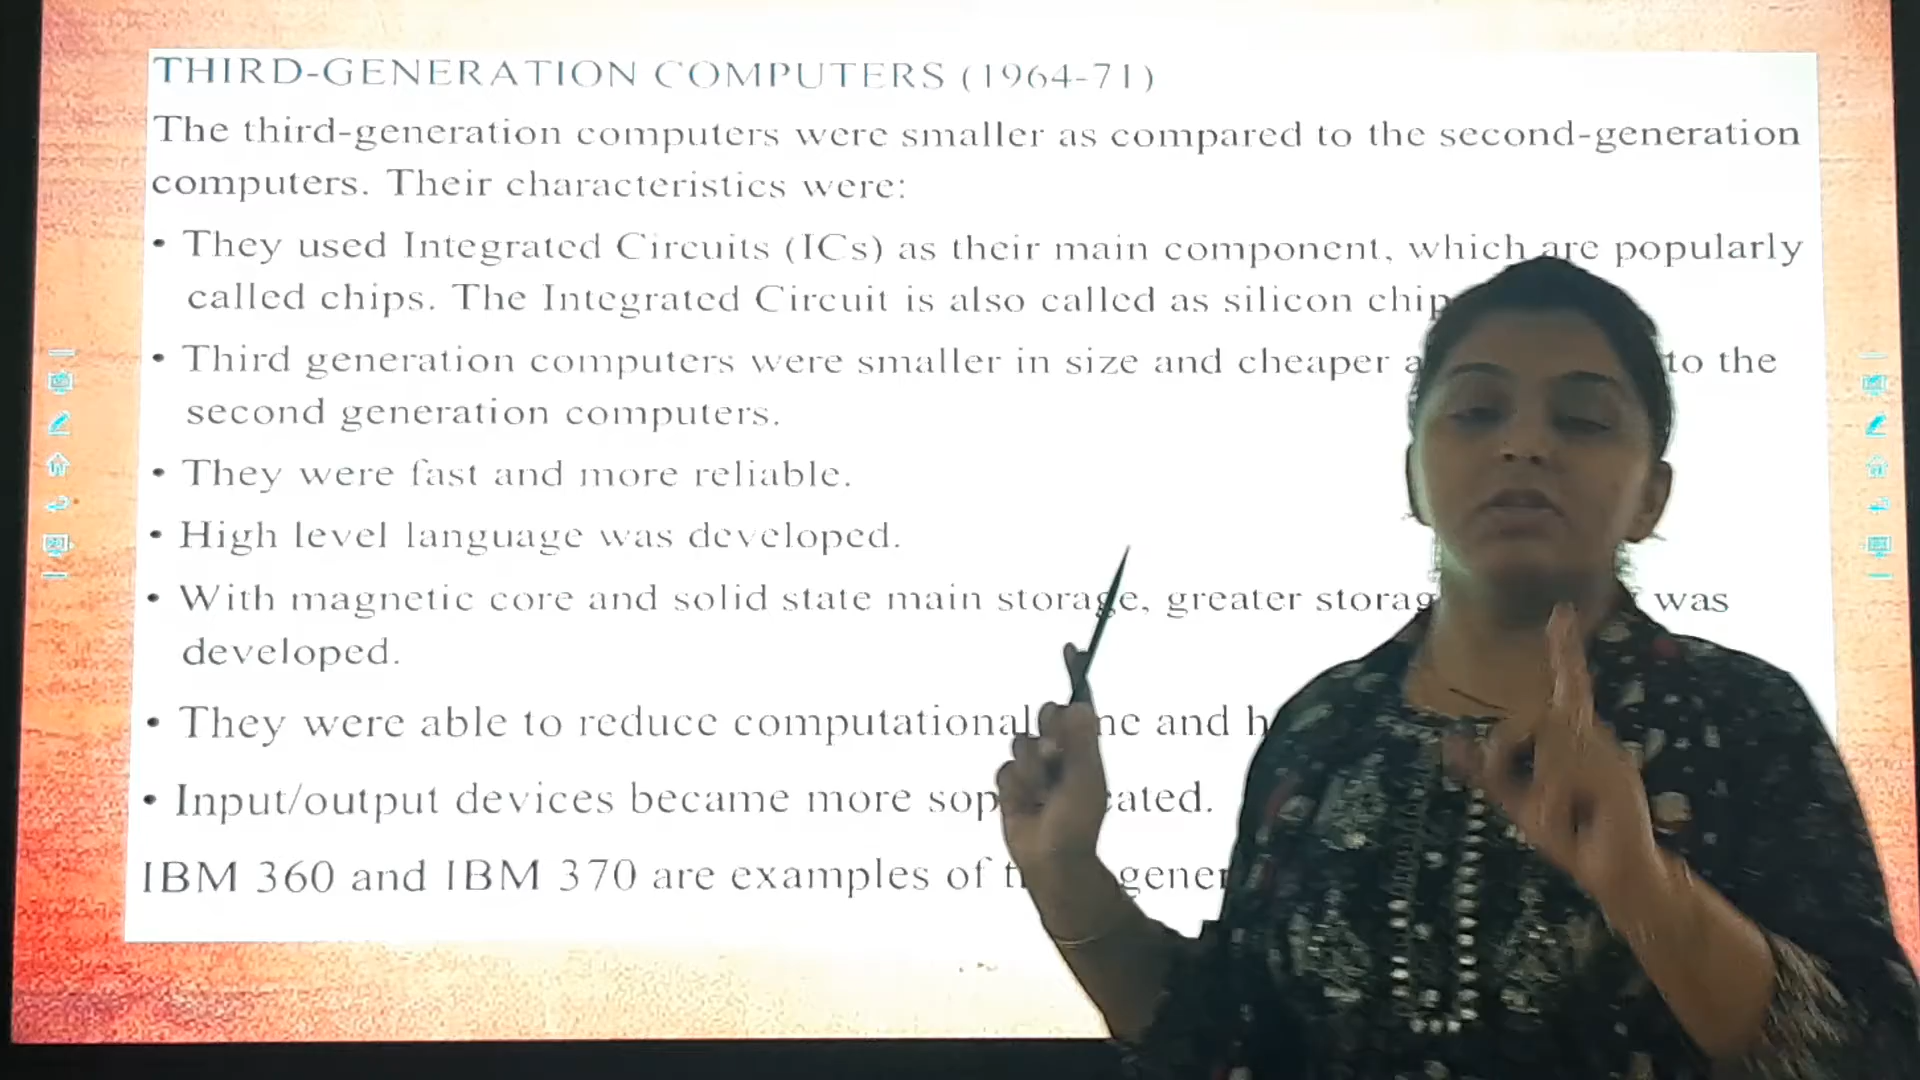 THIRD-GENERATION COMPUTERS (1964-71)
The third-generation computers were smaller as compared to the second-generation
computers. Their characteristics were:
• They used Integrated Circuits (ICs) as their main component, which are popularly
called chips. The Integrated Circuit is also called as silicon chip
• Third generation computers were smaller in size and cheaper to the
second generation computers.
• They were fast and more reliable.
• High level language was developed.
• With magnetic core and solid state main storage, greater was
developed.
• They were able to reduce computational and
• Input/output devices became more
IBM 360 and IBM 370 are examples of